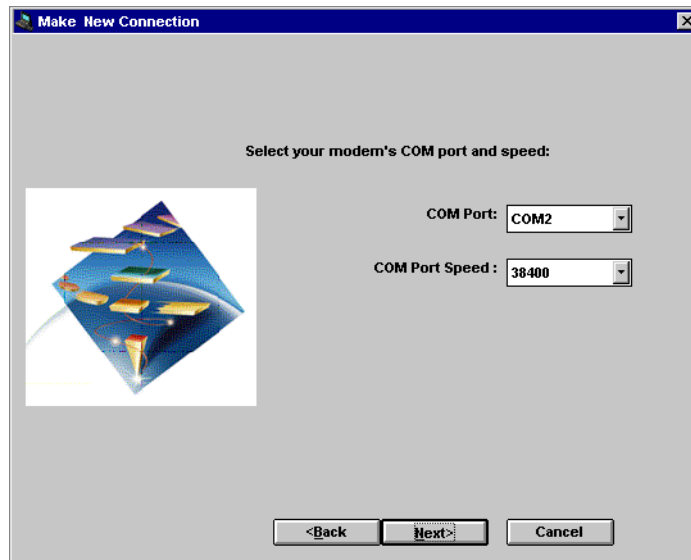 Make New Connection
Select your modem's COM port and speed:
COM Port: COM2
COM Port Speed : 38400
<Back Next> Cancel